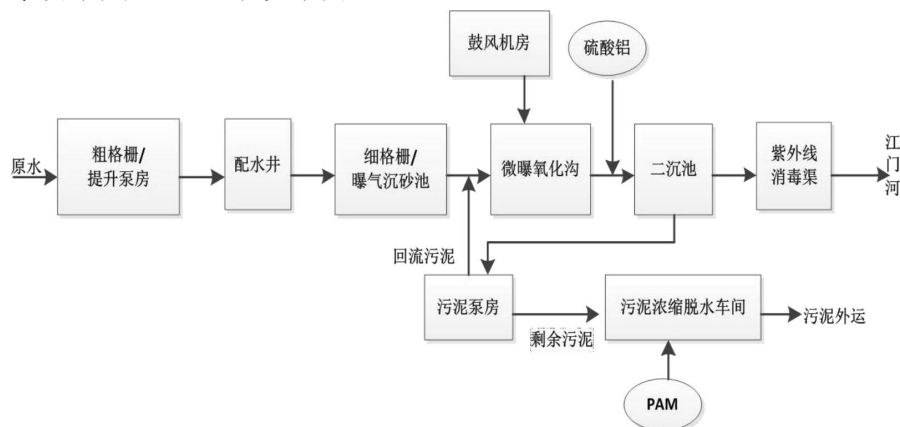 鼓风机房
硫酸铝
原水
粗格栅/
提升泵房
配水井
细格栅/
曝气沉砂池
微曝氧化沟
二沉池
紫外线
消毒渠
江
门
河
回流污泥
污泥泵房
剩余污泥
污泥浓缩脱水车间
污泥外运
PAM